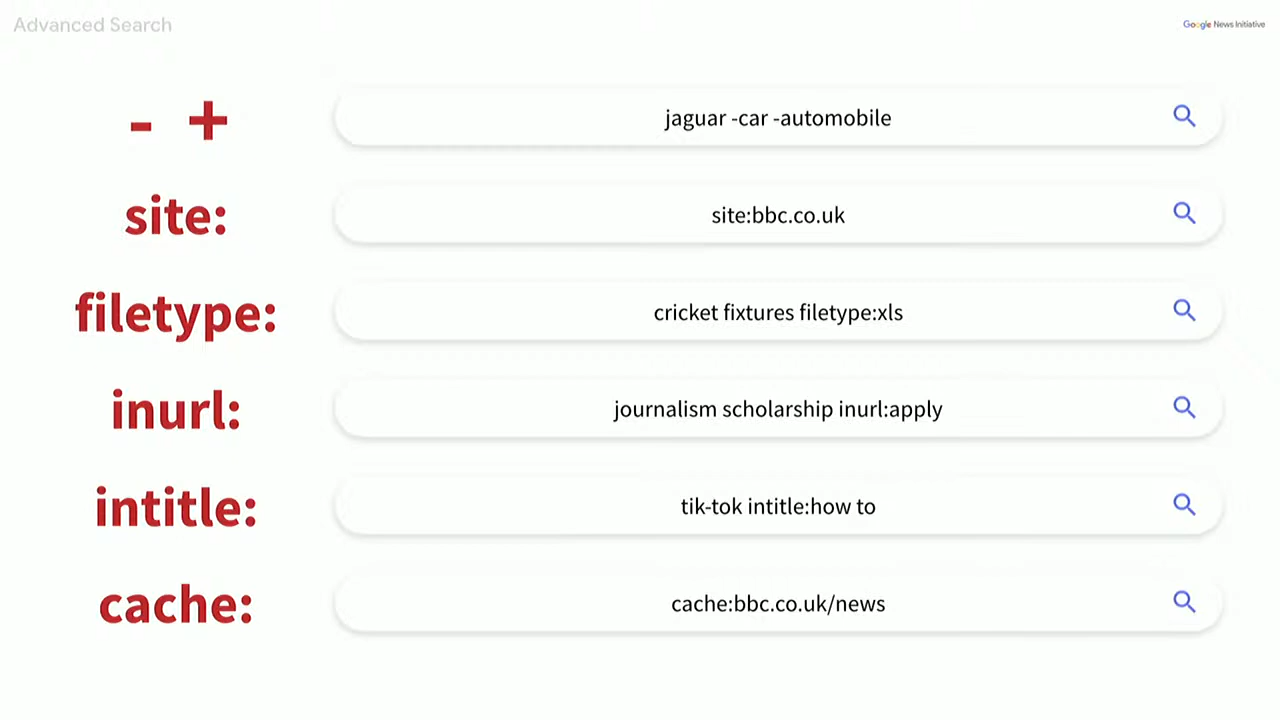 Advanced Search
Google News Initiative
- +
jaguar -car -automobile
site:
site:bbc.co.uk
filetype:
cricket fixtures filetype:xls
inurl:
journalism scholarship inurl:apply
intitle:
tik-tok intitle:how to
cache:
cache:bbc.co.uk/news